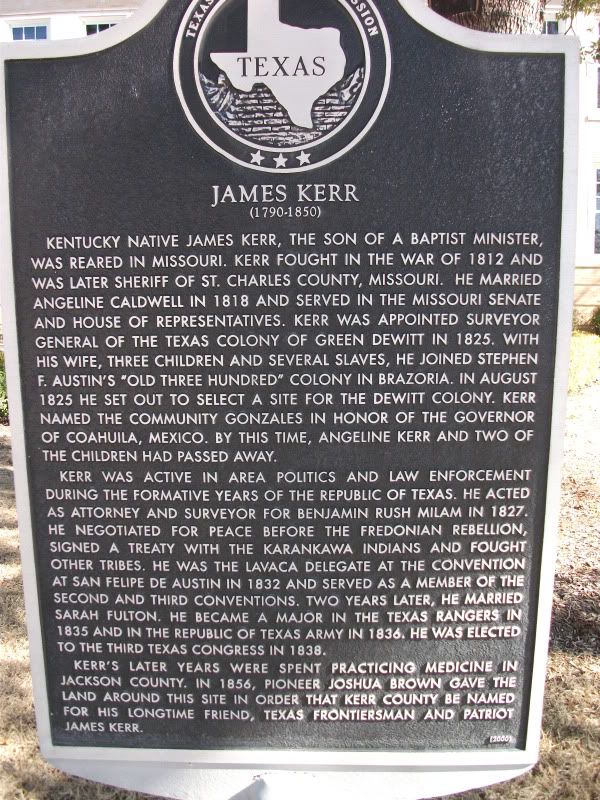 TEXAS
SSION
TEXAS
JAMES KERR
(1790-1850)
KENTUCKY NATIVE JAMES KERR, THE SON OF A BAPTIST MINISTER,
WAS REARED IN MISSOURI. KERR FOUGHT IN THE WAR OF 1812 AND
WAS LATER SHERIFF OF ST. CHARLES COUNTY, MISSOURI. HE MARRIED
ANGELINE CALDWELL IN 1818 AND SERVED IN THE MISSOURI SENATE
AND HOUSE OF REPRESENTATIVES. KERR WAS APPOINTED SURVEYOR
GENERAL OF THE TEXAS COLONY OF GREEN DEWITT IN 1825. WITH
HIS WIFE, THREE CHILDREN AND SEVERAL SLAVES, HE JOINED STEPHEN
F. AUSTIN'S "OLD THREE HUNDRED" COLONY IN BRAZORIA. IN AUGUST
1825 HE SET OUT TO SELECT A SITE FOR THE DEWITT COLONY. KERR
NAMED THE COMMUNITY GONZALES IN HONOR OF THE GOVERNOR
OF COAHUILA, MEXICO. BY THIS TIME, ANGELINE KERR AND TWO OF
THE CHILDREN HAD PASSED AWAY.
KERR WAS ACTIVE IN AREA POLITICS AND LAW ENFORCEMENT
DURING THE FORMATIVE YEARS OF THE REPUBLIC OF TEXAS. HE ACTED
AS ATTORNEY AND SURVEYOR FOR BENJAMIN RUSH MILAM IN 1827.
HE NEGOTIATED FOR PEACE BEFORE THE FREDONIAN REBELLION,
SIGNED A TREATY WITH THE KARANKAWA INDIANS AND FOUGHT
OTHER TRIBES. HE WAS THE LAVACA DELEGATE AT THE CONVENTION
AT SAN FELIPE DE AUSTIN IN 1832 AND SERVED AS A MEMBER OF THE
SECOND AND THIRD CONVENTIONS. TWO YEARS LATER, HE MARRIED
SARAH FULTON. HE BECAME A MAJOR IN THE TEXAS RANGERS IN
1835 AND IN THE REPUBLIC OF TEXAS ARMY IN 1836. HE WAS ELECTED
TO THE THIRD TEXAS CONGRESS IN 1838.
KERR'S LATER YEARS WERE SPENT PRACTICING MEDICINE IN
JACKSON COUNTY. IN 1856, PIONEER JOSHUA BROWN GAVE THE
LAND AROUND THIS SITE IN ORDER THAT KERR COUNTY BE NAMED
FOR HIS LONGTIME FRIEND, TEXAS FRONTIERSMAN AND PATRIOT
JAMES KERR.
(2000)